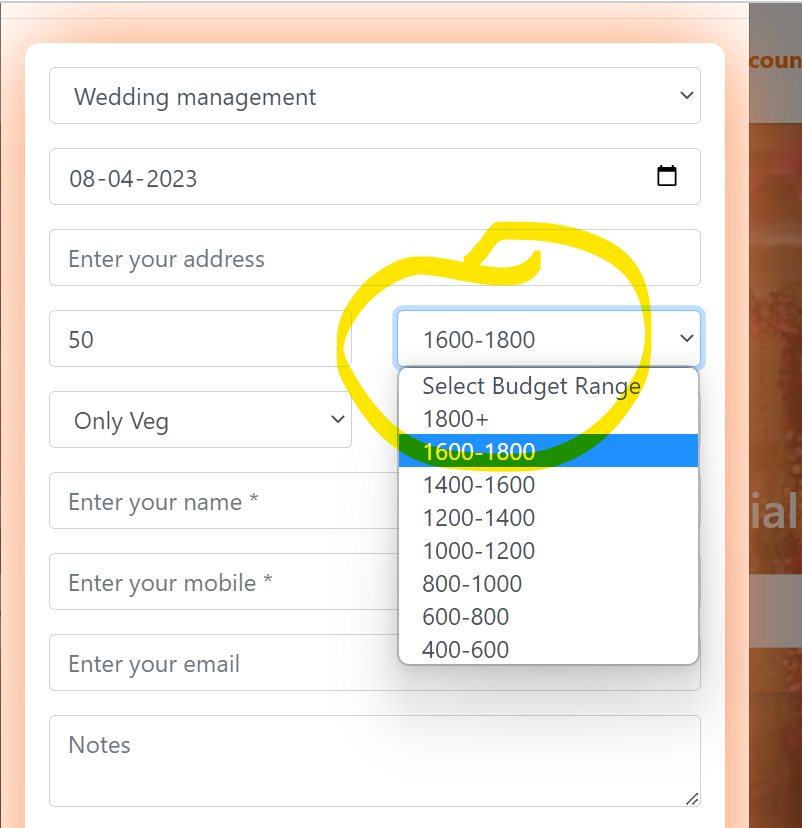 coun
Wedding management
08-04-2023
Enter your address
50
1600-1800
Select Budget Range
1800+
Only Veg
1600-1800
1400-1600
Enter your name *
ial
1200-1400
1000-1200
Enter your mobile *
800-1000
600-800
Enter your email
400-600
Notes